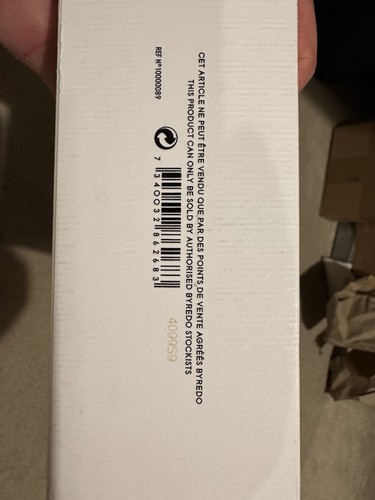 CET ARTICLE NE PEUT ÊTRE VENDU QUE PAR DES POINTS DE VENTE AGRÉÉS BYREDO
THIS PRODUCT CAN ONLY BE SOLD BY AUTHORISED BYREDO STOCKISTS
REF Nº10000089
7 340032 862683
4099S9